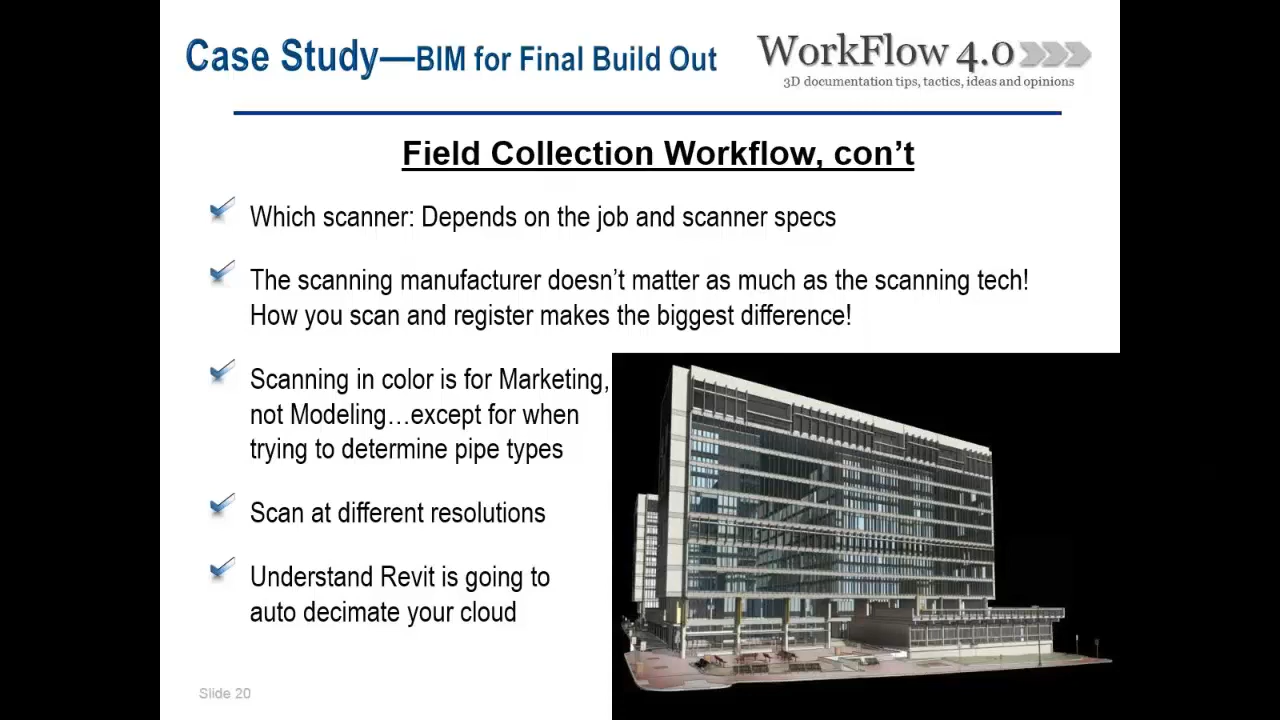 Case Study—BIM for Final Build Out
WorkFlow 4.0
3D documentation tips, tactics, ideas and opinions
Field Collection Workflow, con’t
Which scanner: Depends on the job and scanner specs
The scanning manufacturer doesn’t matter as much as the scanning tech!
How you scan and register makes the biggest difference!
Scanning in color is for Marketing,
not Modeling…except for when
trying to determine pipe types
Scan at different resolutions
Understand Revit is going to
auto decimate your cloud
Slide 20